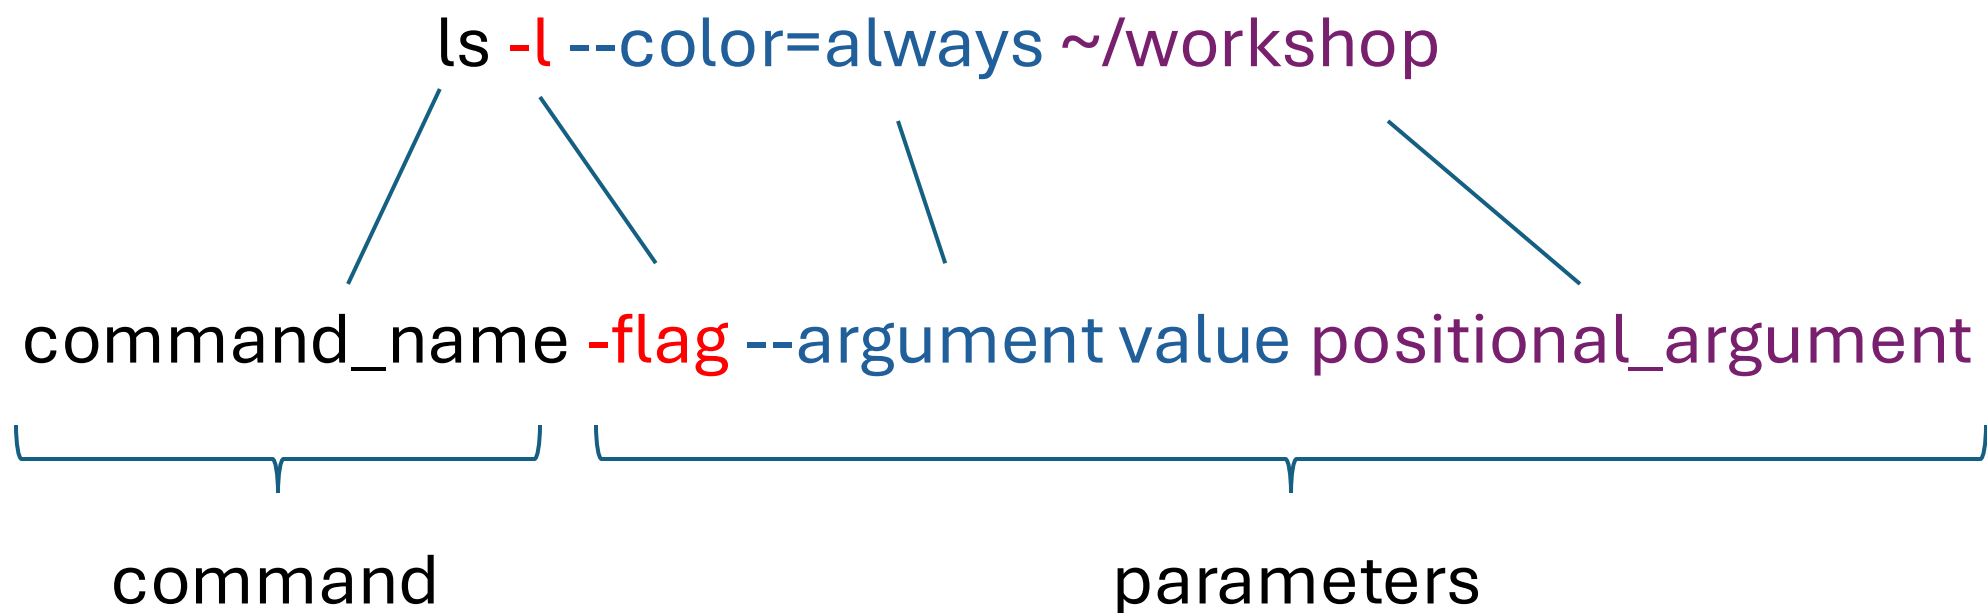 ls -l --color=always ~/workshop
command_name -flag --argument value positional_argument
command parameters